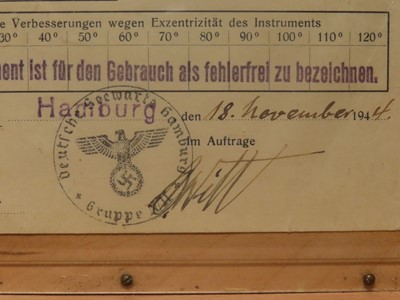 e Verbesserungen wegen Exzentrizität des Instruments
30° 40° 50° 60° 70° 80° 90° 100° 110° 120°
ent ist für den Gebrauch als fehlerfrei zu bezeichnen.
Hamburg, den 18. November 1944.
Im Auftrage
Deutsche Seewarte Hamburg
* Gruppe